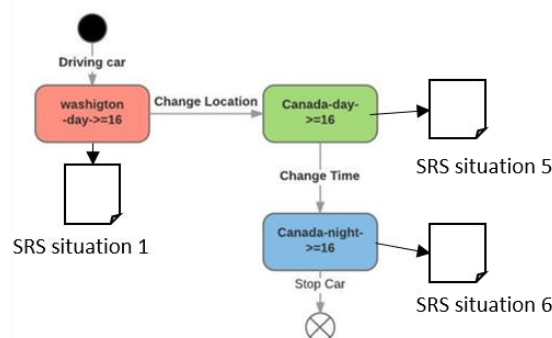 Driving car
washigton
-day->=16
Change Location
Canada-day-
>=16
SRS situation 5
Change Time
SRS situation 1
Canada-night-
>=16
Stop Car
SRS situation 6